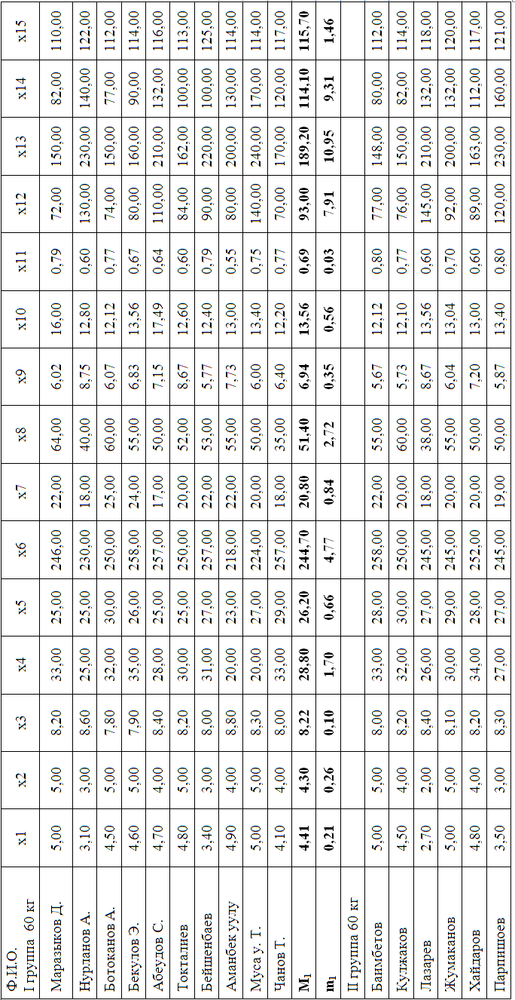 Ф.И.О. I группа 60 кг x1 x2 x3 x4 x5 x6 x7 x8 x9 x10 x11 x12 x13 x14 x15
Маразыков Д. 5,00 5,00 8,20 33,00 25,00 246,00 22,00 64,00 6,02 16,00 0,79 72,00 150,00 82,00 110,00
Нурланов А. 3,10 3,00 8,60 25,00 25,00 230,00 18,00 40,00 8,75 12,80 0,60 130,00 230,00 140,00 122,00
Ботоканов А. 4,50 5,00 7,80 32,00 30,00 250,00 25,00 60,00 6,07 12,12 0,77 74,00 150,00 77,00 112,00
Бекулов Э. 4,60 5,00 7,90 35,00 26,00 258,00 24,00 55,00 6,83 13,56 0,67 80,00 160,00 90,00 114,00
Абеудов С. 4,70 4,00 8,40 28,00 25,00 257,00 17,00 50,00 7,15 17,49 0,64 110,00 210,00 132,00 116,00
Токталиев 4,80 5,00 8,20 30,00 25,00 250,00 20,00 52,00 8,67 12,60 0,60 84,00 162,00 100,00 113,00
Бейшенбаев 3,40 3,00 8,00 31,00 27,00 257,00 22,00 53,00 5,77 12,40 0,79 90,00 220,00 100,00 125,00
Аманбек уулу 4,90 4,00 8,80 20,00 23,00 218,00 22,00 55,00 7,73 13,00 0,55 80,00 200,00 130,00 114,00
Муса у. Т. 5,00 5,00 8,30 20,00 27,00 224,00 20,00 50,00 6,00 13,40 0,75 140,00 240,00 170,00 114,00
Чанов Т. 4,10 4,00 8,00 33,00 29,00 257,00 18,00 35,00 6,40 12,20 0,77 70,00 170,00 120,00 117,00
M₁ 4,41 4,30 8,22 28,80 26,20 244,70 20,80 51,40 6,94 13,56 0,69 93,00 189,20 114,10 115,70
m₁ 0,21 0,26 0,10 1,70 0,66 4,77 0,84 2,72 0,35 0,56 0,03 7,91 10,95 9,31 1,46
II группа 60 кг
Баимбетов 5,00 5,00 8,00 33,00 28,00 258,00 22,00 55,00 5,67 12,12 0,80 77,00 148,00 80,00 112,00
Кулжаков 4,50 4,00 8,20 32,00 30,00 250,00 20,00 60,00 5,73 12,10 0,77 76,00 150,00 82,00 114,00
Лазарев 2,70 2,00 8,40 26,00 27,00 245,00 18,00 38,00 8,67 13,56 0,60 145,00 210,00 132,00 118,00
Жумаканов 5,00 5,00 8,10 30,00 29,00 245,00 20,00 55,00 6,04 13,04 0,70 92,00 200,00 132,00 120,00
Хайдаров 4,80 4,00 8,20 34,00 28,00 252,00 20,00 50,00 7,20 13,00 0,60 89,00 163,00 112,00 117,00
Парпишоев 3,50 3,00 8,30 27,00 27,00 245,00 19,00 50,00 5,87 13,40 0,80 120,00 230,00 160,00 121,00